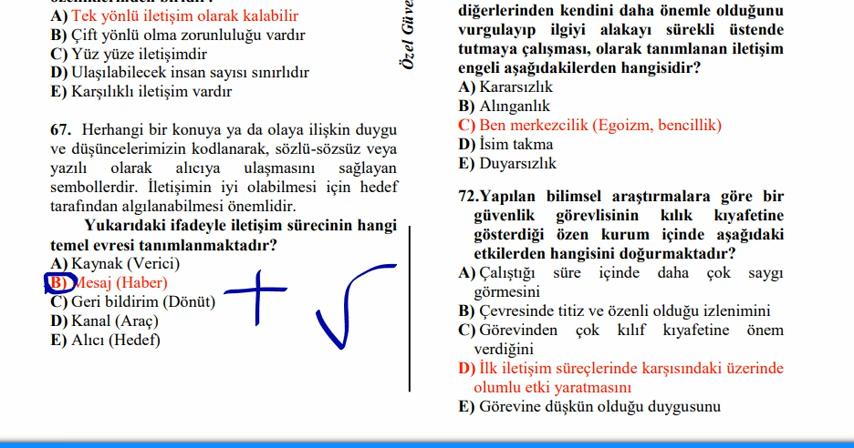 A) Tek yönlü iletişim olarak kalabilir
B) Çift yönlü olma zorunluluğu vardır
C) Yüz yüze iletişimdir
D) Ulaşılabilecek insan sayısı sınırlıdır
E) Karşılıklı iletişim vardır
67. Herhangi bir konuya ya da olaya ilişkin duygu
ve düşüncelerimizin kodlanarak, sözlü-sözsüz veya
yazılı olarak alıcıya ulaşmasını sağlayan
sembollerdir. İletişimin iyi olabilmesi için hedef
tarafından algılanabilmesi önemlidir.
Yukarıdaki ifadeyle iletişim sürecinin hangi
temel evresi tanımlanmaktadır?
A) Kaynak (Verici)
B) Mesaj (Haber)
C) Geri bildirim (Dönüt)
D) Kanal (Araç)
E) Alıcı (Hedef)
+ √
Özel
diğerlerinden kendini daha önemle olduğunu
vurgulayıp ilgiyi alakayı sürekli üstende
tutmaya çalışması, olarak tanımlanan iletişim
engeli aşağıdakilerden hangisidir?
A) Kararsızlık
B) Alınganlık
C) Ben merkezcilik (Egoizm, bencillik)
D) İsim takma
E) Duyarsızlık
72.Yapılan bilimsel araştırmalara göre bir
güvenlik görevlisinin kılık kıyafetine
gösterdiği özen kurum içinde aşağıdaki
etkilerden hangisini doğurmaktadır?
A) Çalıştığı süre içinde daha çok saygı
görmesini
B) Çevresinde titiz ve özenli olduğu izlenimini
C) Görevinden çok kılıf kıyafetine önem
verdiğini
D) İlk iletişim süreçlerinde karşısındaki üzerinde
olumlu etki yaratmasını
E) Görevine düşkün olduğu duygusunu